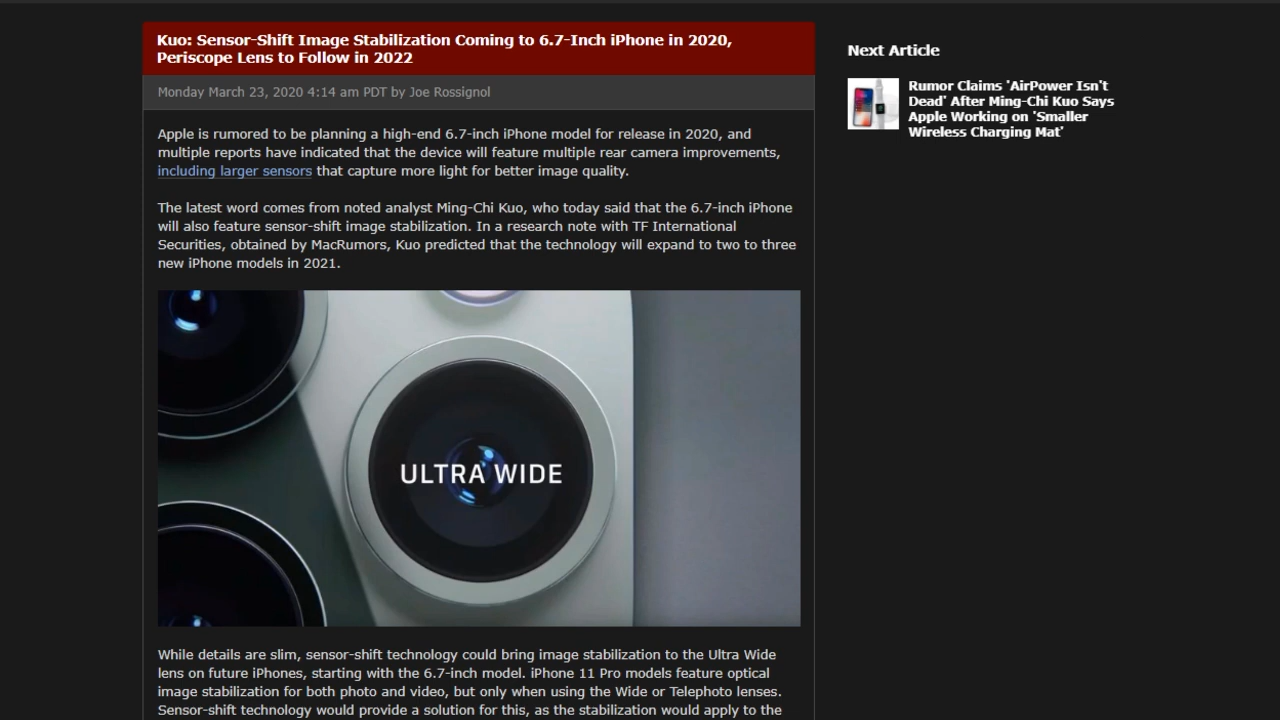 Kuo: Sensor-Shift Image Stabilization Coming to 6.7-Inch iPhone in 2020,
Periscope Lens to Follow in 2022
Monday March 23, 2020 4:14 am PDT by Joe Rossignol
Apple is rumored to be planning a high-end 6.7-inch iPhone model for release in 2020, and
multiple reports have indicated that the device will feature multiple rear camera improvements,
including larger sensors that capture more light for better image quality.
The latest word comes from noted analyst Ming-Chi Kuo, who today said that the 6.7-inch iPhone
will also feature sensor-shift image stabilization. In a research note with TF International
Securities, obtained by MacRumors, Kuo predicted that the technology will expand to two to three
new iPhone models in 2021.
ULTRA WIDE
While details are slim, sensor-shift technology could bring image stabilization to the Ultra Wide
lens on future iPhones, starting with the 6.7-inch model. iPhone 11 Pro models feature optical
image stabilization for both photo and video, but only when using the Wide or Telephoto lenses.
Sensor-shift technology would provide a solution for this, as the stabilization would apply to the
Next Article
Rumor Claims 'AirPower Isn't
Dead' After Ming-Chi Kuo Says
Apple Working on 'Smaller
Wireless Charging Mat'